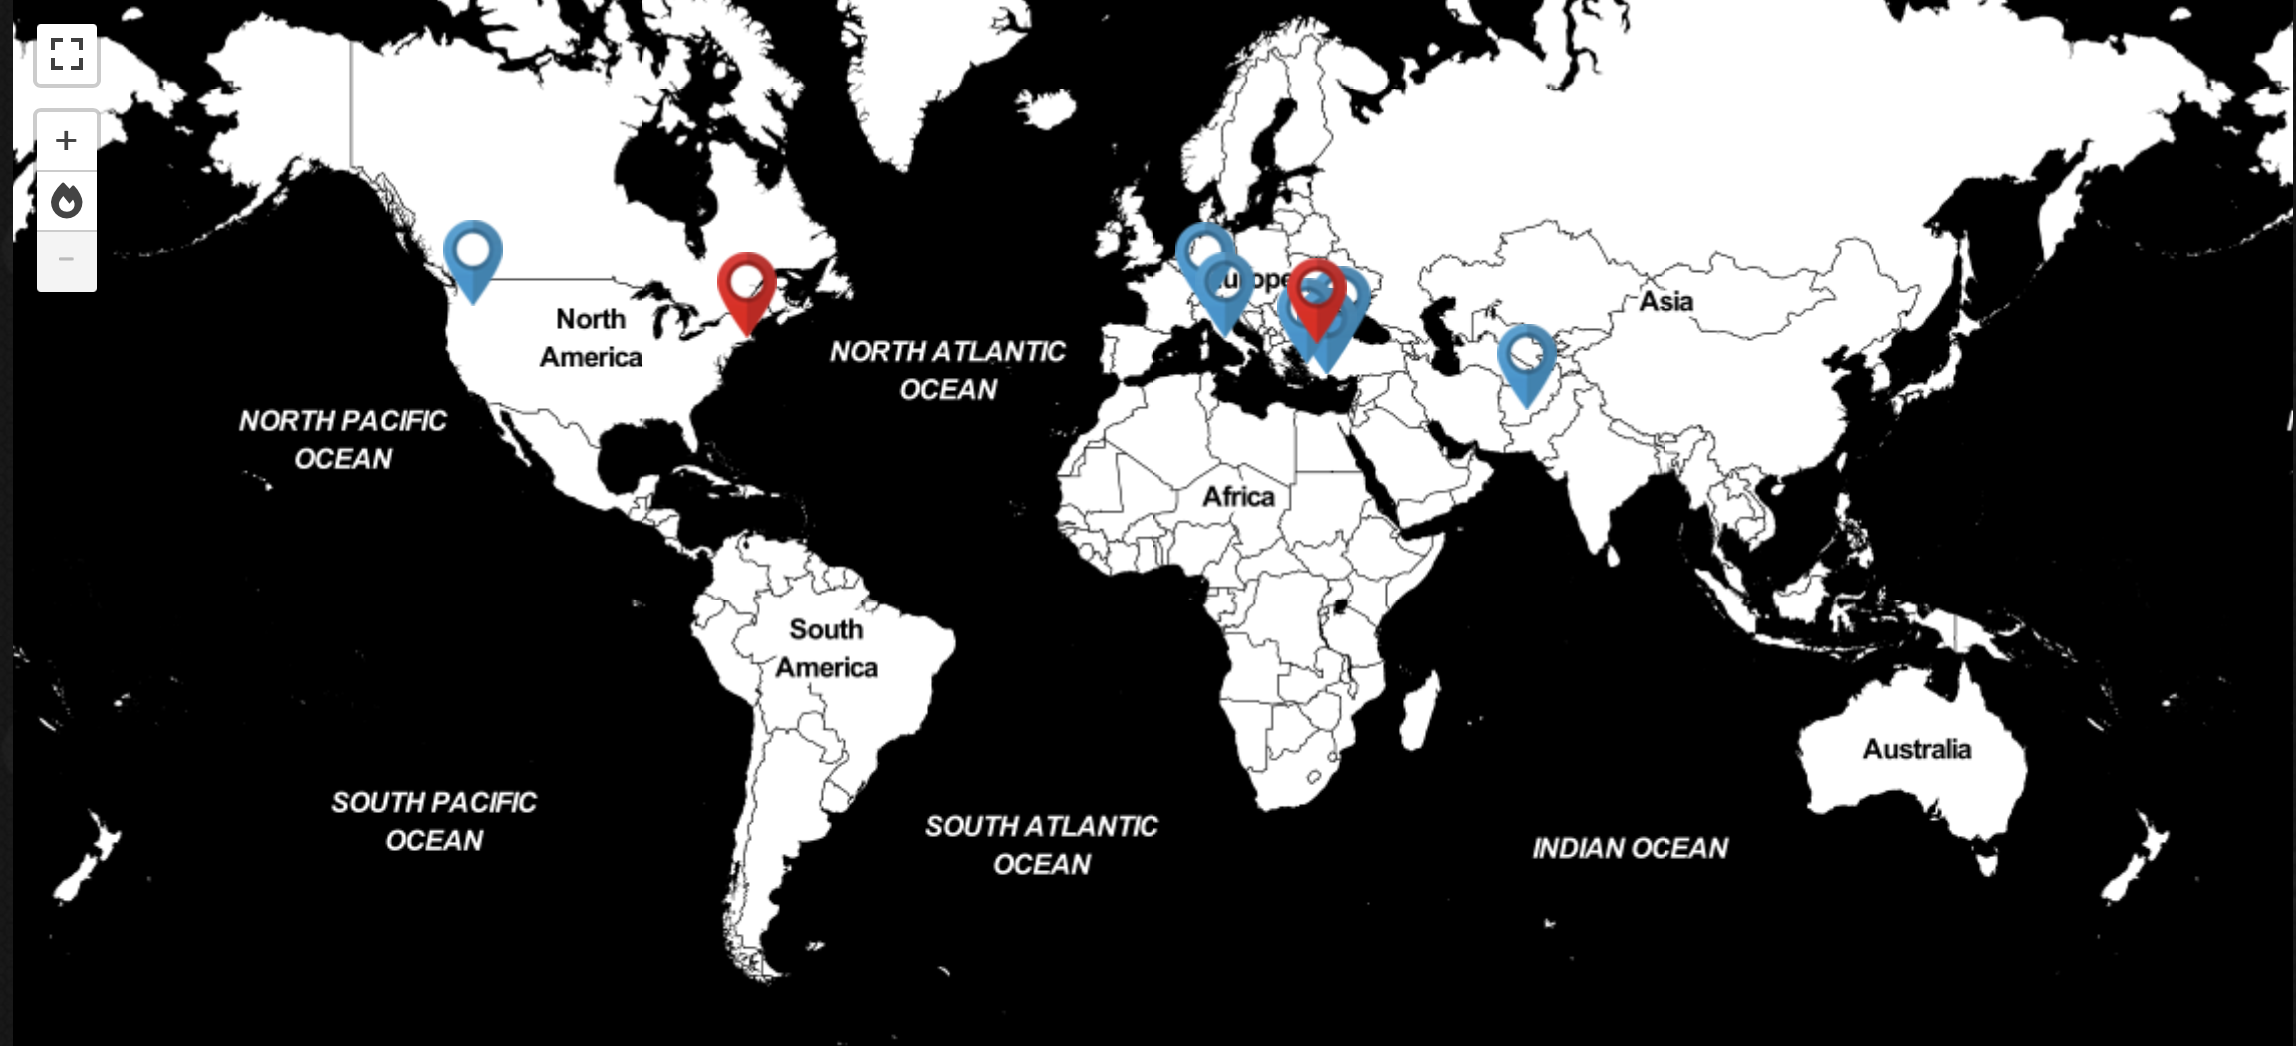 +
−
North
America
Europe
Asia
NORTH ATLANTIC
OCEAN
NORTH PACIFIC
OCEAN
Africa
South
America
Australia
SOUTH PACIFIC
OCEAN
SOUTH ATLANTIC
OCEAN
INDIAN OCEAN